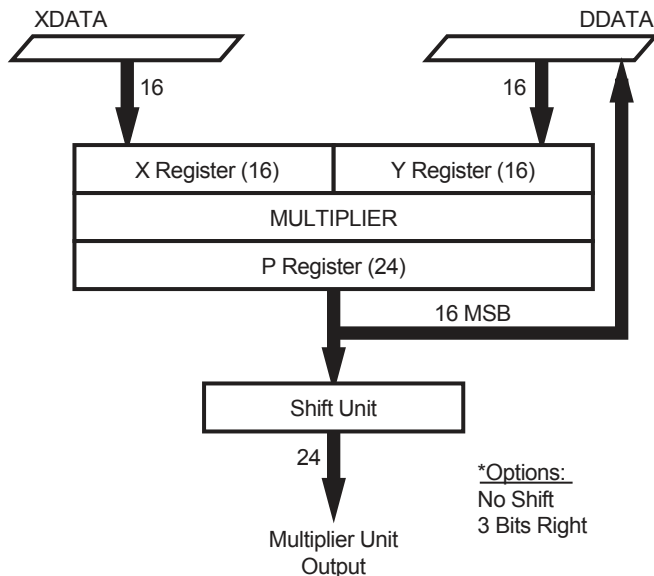 XDATA
DDATA
16
16
X Register (16)
Y Register (16)
MULTIPLIER
P Register (24)
16 MSB
Shift Unit
24
*Options:
No Shift
3 Bits Right
Multiplier Unit
Output